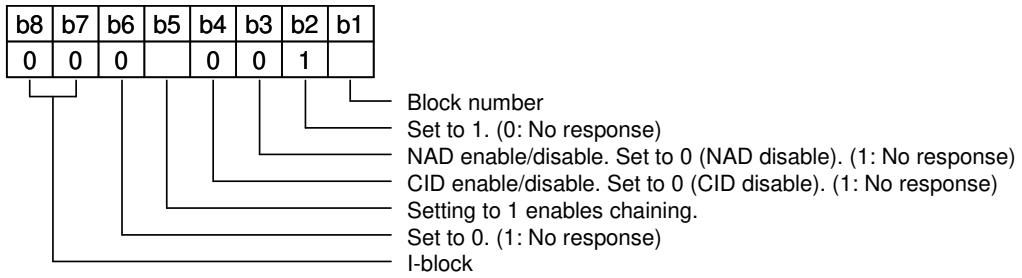 b8 b7 b6 b5 b4 b3 b2 b1
0 0 0 0 0 1
Block number
Set to 1. (0: No response)
NAD enable/disable. Set to 0 (NAD disable). (1: No response)
CID enable/disable. Set to 0 (CID disable). (1: No response)
Setting to 1 enables chaining.
Set to 0. (1: No response)
I-block